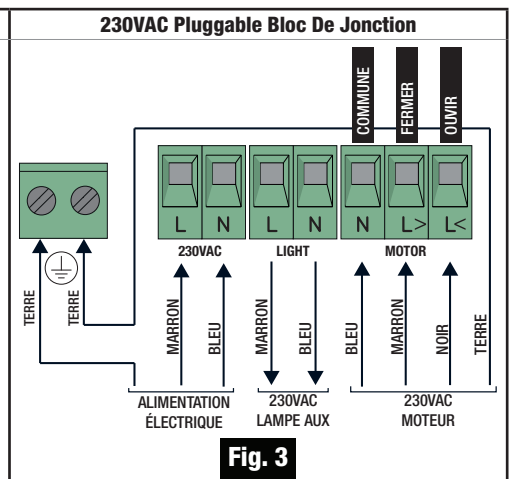 230VAC Pluggable Bloc De Jonction
COMMUNE
FERMER
OUVIR
L N
L N
N L> L<
230VAC
LIGHT
MOTOR
TERRE
TERRE
MARRON
BLEU
MARRON
BLEU
BLEU
MARRON
NOIR
TERRE
ALIMENTATION
ÉLECTRIQUE
230VAC
LAMPE AUX
230VAC
MOTEUR
Fig. 3